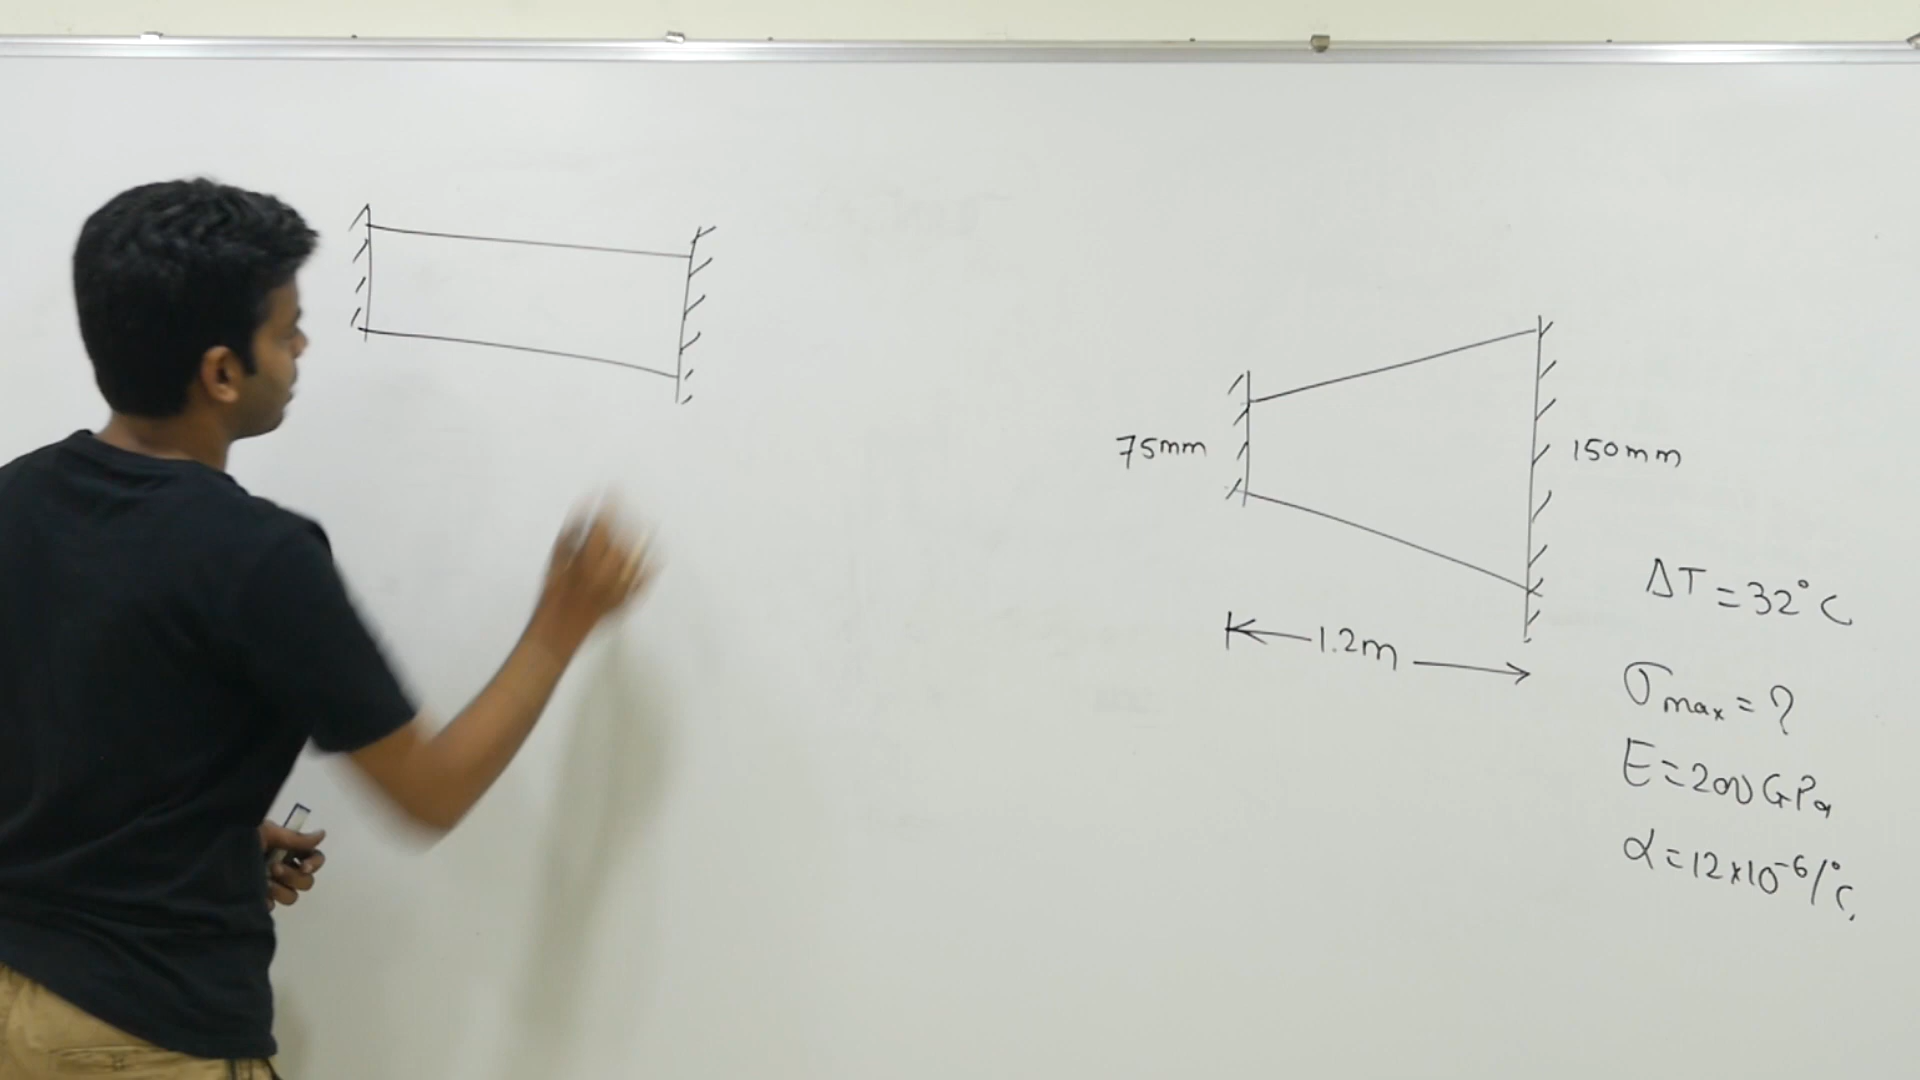 75mm
150mm
1.2m
ΔT = 32°C
σmax = ?
E = 200 GPa
α = 12×10⁻⁶/°C.